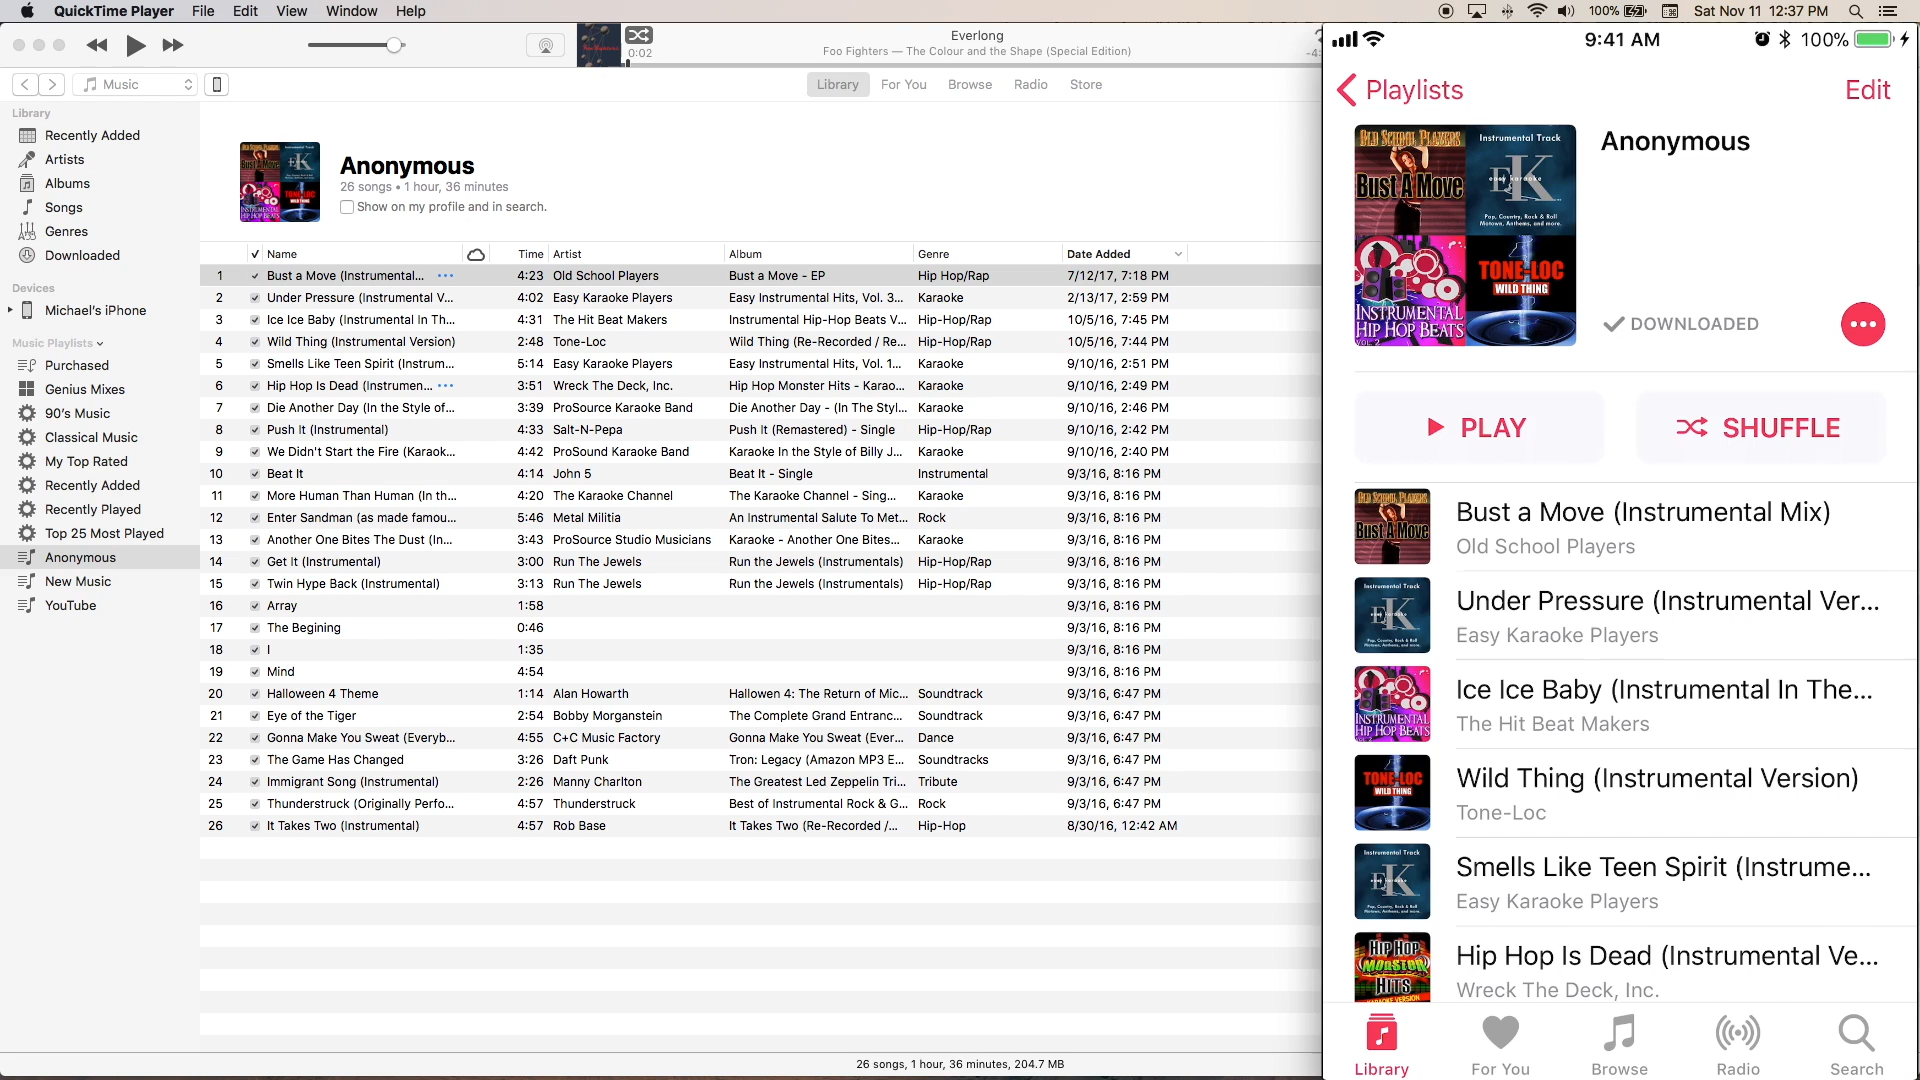 QuickTime Player File Edit View Window Help
100% Sat Nov 11 12:37 PM
Everlong
Foo Fighters — The Colour and the Shape (Special Edition)
0:02
Music
Library For You Browse Radio Store
Library
Recently Added
Artists
Albums
Songs
Genres
Downloaded
Devices
Michael's iPhone
Music Playlists
Purchased
Genius Mixes
90's Music
Classical Music
My Top Rated
Recently Added
Recently Played
Top 25 Most Played
Anonymous
New Music
YouTube
Anonymous
26 songs • 1 hour, 36 minutes
Show on my profile and in search.
Name Time Artist Album Genre Date Added
1 Bust a Move (Instrumental... ••• 4:23 Old School Players Bust a Move - EP Hip Hop/Rap 7/12/17, 7:18 PM
2 Under Pressure (Instrumental V... 4:02 Easy Karaoke Players Easy Instrumental Hits, Vol. 3... Karaoke 2/13/17, 2:59 PM
3 Ice Ice Baby (Instrumental In Th... 4:31 The Hit Beat Makers Instrumental Hip-Hop Beats V... Hip-Hop/Rap 10/5/16, 7:45 PM
4 Wild Thing (Instrumental Version) 2:48 Tone-Loc Wild Thing (Re-Recorded / Re... Hip-Hop/Rap 10/5/16, 7:44 PM
5 Smells Like Teen Spirit (Instrum... 5:14 Easy Karaoke Players Easy Instrumental Hits, Vol. 1... Karaoke 9/10/16, 2:51 PM
6 Hip Hop Is Dead (Instrumen... ••• 3:51 Wreck The Deck, Inc. Hip Hop Monster Hits - Karao... Karaoke 9/10/16, 2:49 PM
7 Die Another Day (In the Style of... 3:39 ProSource Karaoke Band Die Another Day - (In The Styl... Karaoke 9/10/16, 2:46 PM
8 Push It (Instrumental) 4:33 Salt-N-Pepa Push It (Remastered) - Single Hip-Hop/Rap 9/10/16, 2:42 PM
9 We Didn't Start the Fire (Karaok... 4:42 ProSound Karaoke Band Karaoke In the Style of Billy J... Karaoke 9/10/16, 2:40 PM
10 Beat It 4:14 John 5 Beat It - Single Instrumental 9/3/16, 8:16 PM
11 More Human Than Human (In th... 4:20 The Karaoke Channel The Karaoke Channel - Sing... Karaoke 9/3/16, 8:16 PM
12 Enter Sandman (as made famou... 5:46 Metal Militia An Instrumental Salute To Met... Rock 9/3/16, 8:16 PM
13 Another One Bites The Dust (In... 3:43 ProSource Studio Musicians Karaoke - Another One Bites... Karaoke 9/3/16, 8:16 PM
14 Get It (Instrumental) 3:00 Run The Jewels Run the Jewels (Instrumentals) Hip-Hop/Rap 9/3/16, 8:16 PM
15 Twin Hype Back (Instrumental) 3:13 Run The Jewels Run the Jewels (Instrumentals) Hip-Hop/Rap 9/3/16, 8:16 PM
16 Array 1:58 9/3/16, 8:16 PM
17 The Begining 0:46 9/3/16, 8:16 PM
18 I 1:35 9/3/16, 8:16 PM
19 Mind 4:54 9/3/16, 8:16 PM
20 Halloween 4 Theme 1:14 Alan Howarth Hallowen 4: The Return of Mic... Soundtrack 9/3/16, 6:47 PM
21 Eye of the Tiger 2:54 Bobby Morganstein The Complete Grand Entranc... Soundtrack 9/3/16, 6:47 PM
22 Gonna Make You Sweat (Everyb... 4:55 C+C Music Factory Gonna Make You Sweat (Ever... Dance 9/3/16, 6:47 PM
23 The Game Has Changed 3:26 Daft Punk Tron: Legacy (Amazon MP3 E... Soundtracks 9/3/16, 6:47 PM
24 Immigrant Song (Instrumental) 2:26 Manny Charlton The Greatest Led Zeppelin Tri... Tribute 9/3/16, 6:47 PM
25 Thunderstruck (Originally Perfo... 4:57 Thunderstruck Best of Instrumental Rock & G... Rock 9/3/16, 6:47 PM
26 It Takes Two (Instrumental) 4:57 Rob Base It Takes Two (Re-Recorded /... Hip-Hop 8/30/16, 12:42 AM
26 songs, 1 hour, 36 minutes, 204.7 MB
9:41 AM 100%
Playlists Edit
OLD SCHOOL PLAYERS
BUST A MOVE
Instrumental Track
EK
easy karaoke
Pop, Country, Rock & Roll
Motown, Anthems, and more.
INSTRUMENTAL
HIP HOP BEATS
VOL. 2
TONE-LOC
WILD THING
Anonymous
DOWNLOADED
PLAY SHUFFLE
Bust a Move (Instrumental Mix)
Old School Players
Under Pressure (Instrumental Ver...
Easy Karaoke Players
Ice Ice Baby (Instrumental In The...
The Hit Beat Makers
Wild Thing (Instrumental Version)
Tone-Loc
Smells Like Teen Spirit (Instrume...
Easy Karaoke Players
HIP HOP
MONSTER
HITS
KARAOKE VERSION
Hip Hop Is Dead (Instrumental Ve...
Wreck The Deck, Inc.
Library For You Browse Radio Search